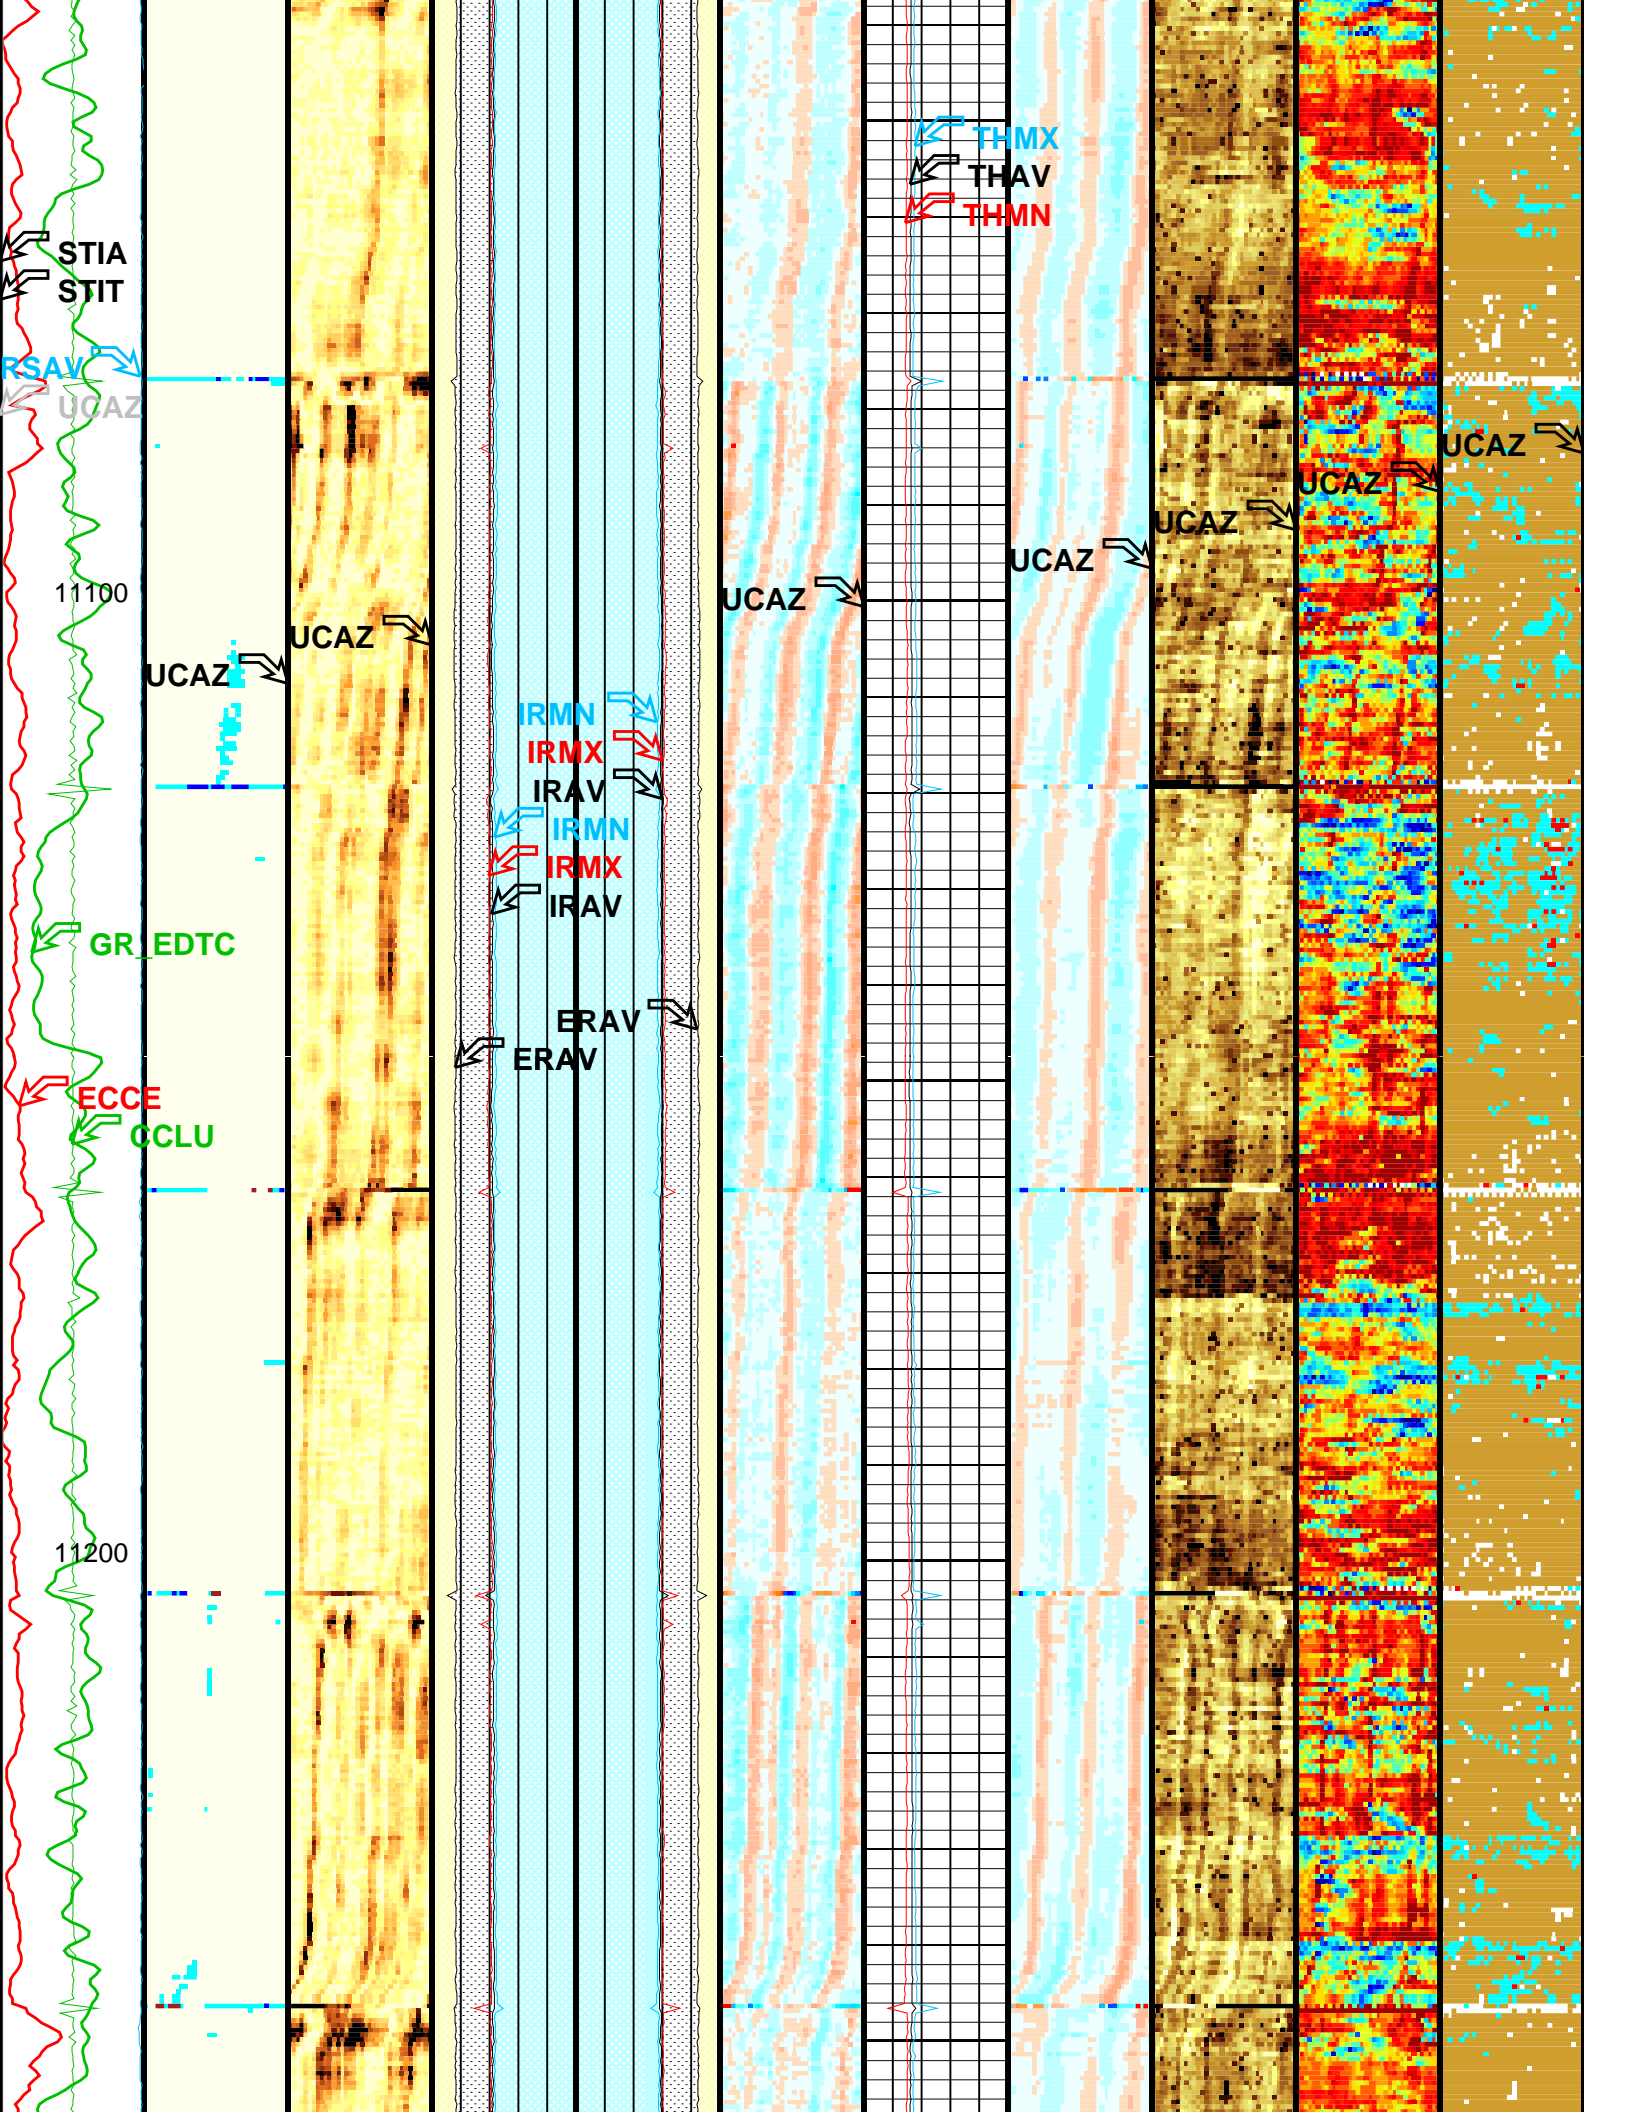 THMX
THAV
THMN
STIA
STIT
RSAV
UCAZ
UCAZ
UCAZ
UCAZ
UCAZ
11100
UCAZ
UCAZ
UCAZ
IRMN
IRMX
IRAV
IRMN
IRMX
IRAV
GR_EDTC
ERAV
ERAV
ECCE
CCLU
11200